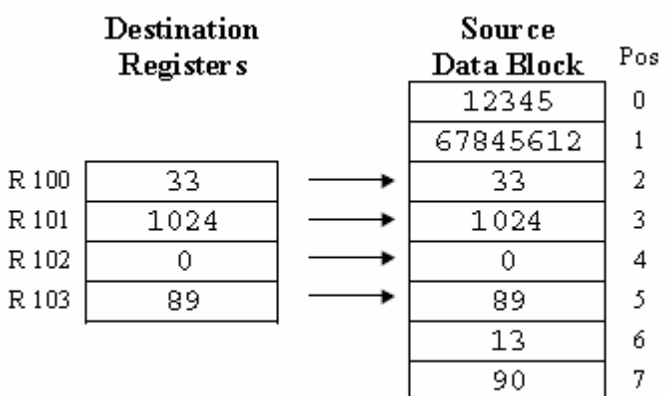 Destination Registers
Source Data Block
Pos
12345 0
67845612 1
R 100 33 33 2
R 101 1024 1024 3
R 102 0 0 4
R 103 89 89 5
13 6
90 7